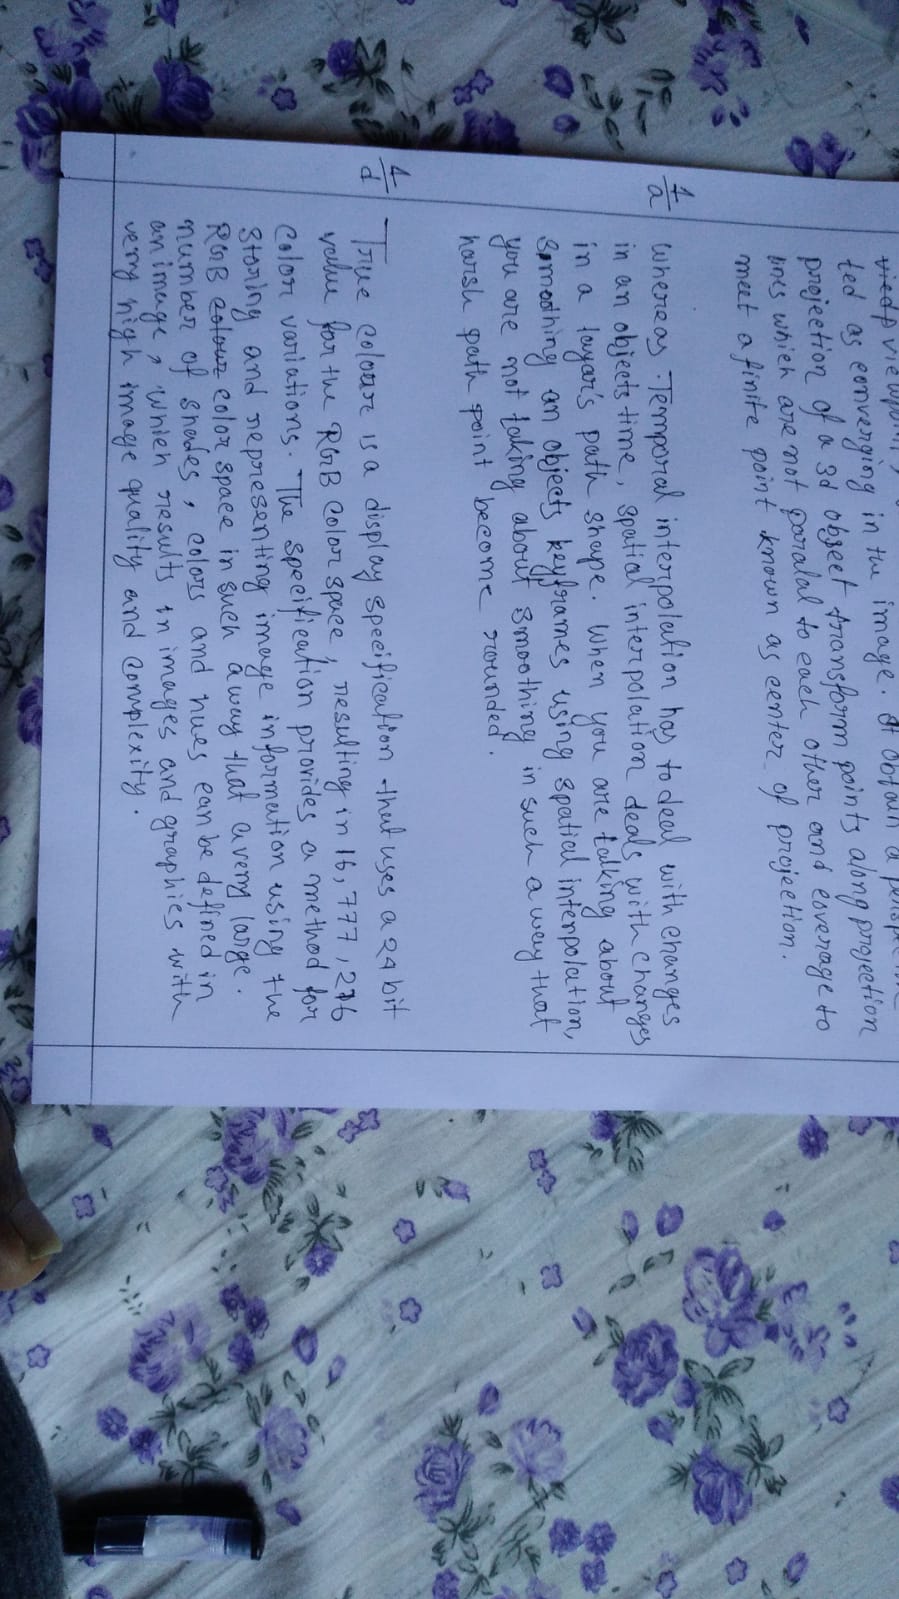 viewpoint,
ted as converging in the image. It obtain a
projection of a 3d object transform points along projection
lines which are not paralal to each other and coverage to
meet a finite point known as center of projection.
1/a
Whereas Temporal interpolation has to deal with changes
in an objects time, spatial interpolation deals with changes
in a layar's path shape. When you are talking about
smoothing an objects keyframes using spatial interpolation,
you are not taking about smoothing in such a way that
harsh path point become rounded.
1/d
True colour is a display specification that uses a 24 bit
value for the RGB color space, resulting in 16,777,216
color variations. The specification provides a method for
storing and representing image information using the
RGB colour color space in such a way that a very large.
number of shades, colors and hues can be defined in
an image, which results in images and graphics with
very high image quality and complexity.